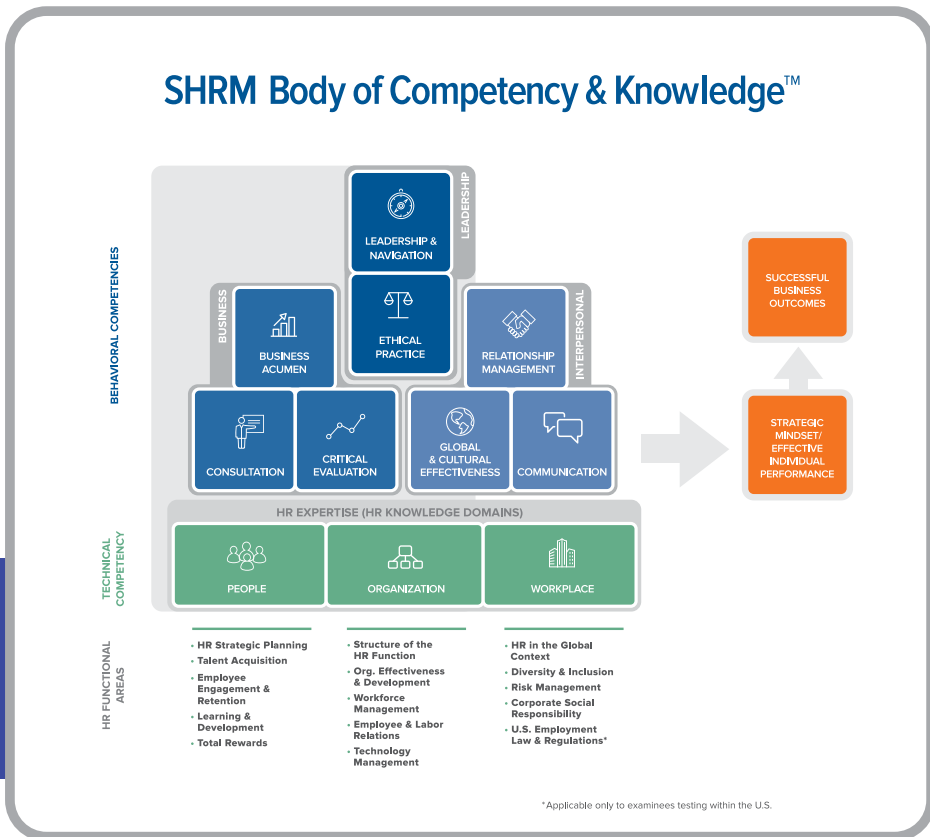 SHRM Body of Competency & Knowledge™
BEHAVIORAL COMPETENCIES
LEADERSHIP
LEADERSHIP &
NAVIGATION
ETHICAL
PRACTICE
BUSINESS
BUSINESS
ACUMEN
CONSULTATION
CRITICAL
EVALUATION
INTERPERSONAL
RELATIONSHIP
MANAGEMENT
GLOBAL
& CULTURAL
EFFECTIVENESS
COMMUNICATION
SUCCESSFUL
BUSINESS
OUTCOMES
STRATEGIC
MINDSET/
EFFECTIVE
INDIVIDUAL
PERFORMANCE
TECHNICAL
COMPETENCY
HR EXPERTISE (HR KNOWLEDGE DOMAINS)
PEOPLE
ORGANIZATION
WORKPLACE
HR FUNCTIONAL
AREAS
• HR Strategic Planning
• Talent Acquisition
• Employee
Engagement &
Retention
• Learning &
Development
• Total Rewards
• Structure of the
HR Function
• Org. Effectiveness
& Development
• Workforce
Management
• Employee & Labor
Relations
• Technology
Management
• HR in the Global
Context
• Diversity & Inclusion
• Risk Management
• Corporate Social
Responsibility
• U.S. Employment
Law & Regulations*
*Applicable only to examinees testing within the U.S.